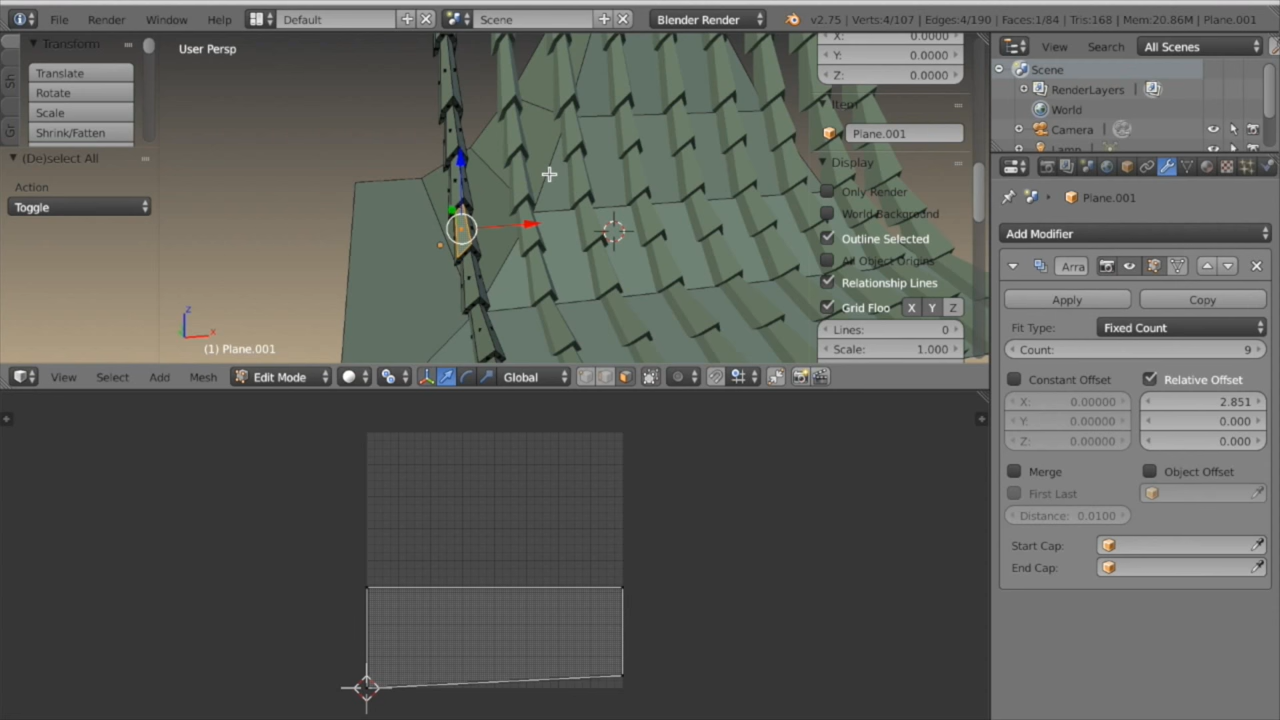 File Render Window Help Default Scene Blender Render v2.75 | Verts:4/107 | Edges:4/190 | Faces:1/84 | Tris:168 | Mem:20.86M | Plane.001
Transform
Translate
Rotate
Scale
Shrink/Fatten
Sh
Gr
(De)select All
Action
Toggle
User Persp
z
x
(1) Plane.001
X: 0.0000
Y: 0.0000
Z: 0.0000
Item
Plane.001
Display
Only Render
World Background
Outline Selected
All Object Origins
Relationship Lines
Grid Floo X Y Z
Lines: 0
Scale: 1.000
View Select Add Mesh Edit Mode Global
View Search All Scenes
Scene
RenderLayers
World
Camera
Lamp
Plane.001
Add Modifier
Arra
Apply Copy
Fit Type: Fixed Count
Count: 9
Constant Offset Relative Offset
X: 0.00000 2.851
Y: 0.00000 0.000
Z: 0.00000 0.000
Merge Object Offset
First Last
Distance: 0.0100
Start Cap:
End Cap: